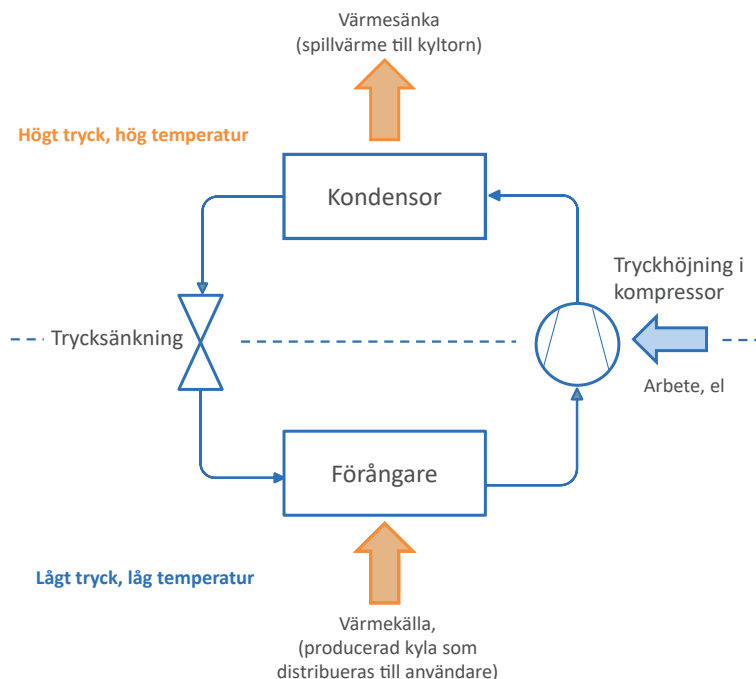 Värmesänka
(spillvärme till kyltorn)
Högt tryck, hög temperatur
Kondensor
Tryckhöjning i
kompressor
Trycksänkning
Arbete, el
Förångare
Lågt tryck, låg temperatur
Värmekälla,
(producerad kyla som
distribueras till användare)